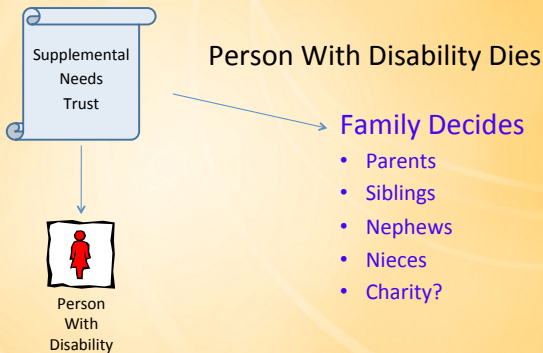 Supplemental
Needs
Trust
Person With Disability Dies
Family Decides
• Parents
• Siblings
• Nephews
• Nieces
• Charity?
Person
With
Disability